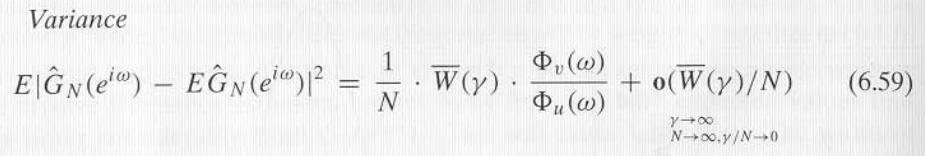 Variance
E|Ĝ_N(e^{iω}) − EĜ_N(e^{iω})|² = 1/N · W̅(γ) · Φ_v(ω)/Φ_u(ω) + o(W̅(γ)/N) (6.59)
γ→∞
N→∞,γ/N→0